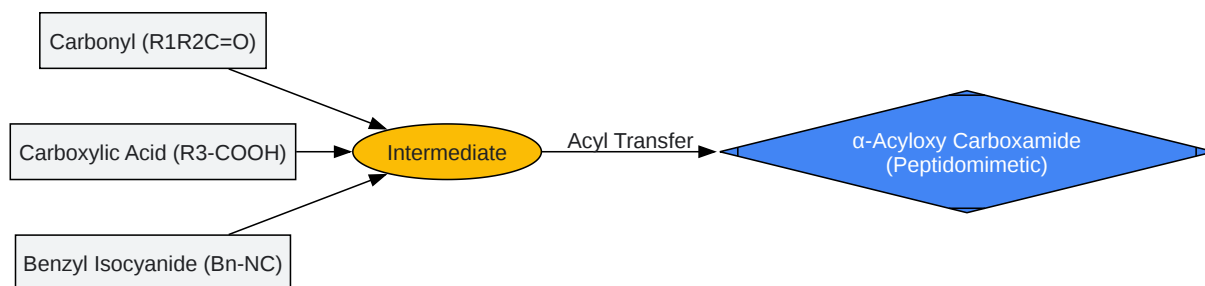 Carbonyl (R1R2C=O)
Carboxylic Acid (R3-COOH)
Benzyl Isocyanide (Bn-NC)
Intermediate
Acyl Transfer
α-Acyloxy Carboxamide
(Peptidomimetic)